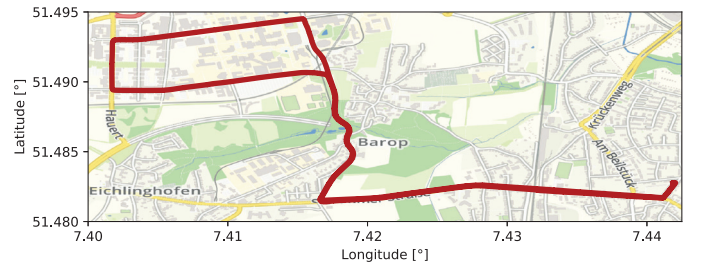 51.495
51.490
51.485
51.480
Latitude [°]
Hauert
Eichlinghofen
Barop
Krückenweg
Am Beilstück
7.40 7.41 7.42 7.43 7.44
Longitude [°]